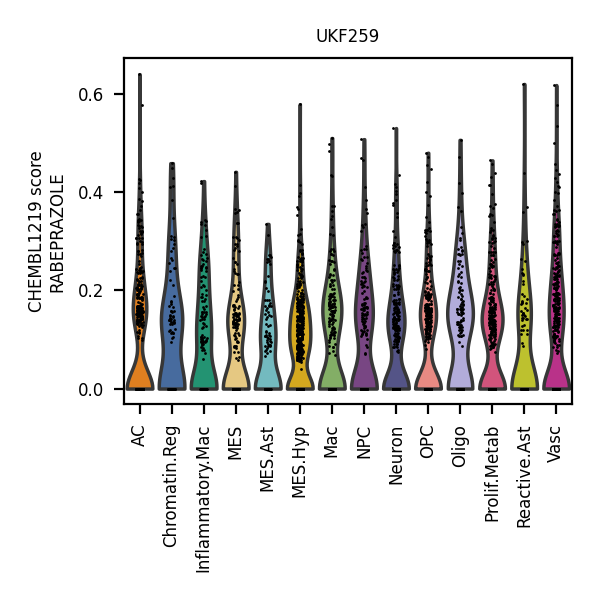 UKF259
CHEMBL1219 score
RABEPRAZOLE
0.6
0.4
0.2
0.0
AC
Chromatin.Reg
Inflammatory.Mac
MES
MES.Ast
MES.Hyp
Mac
NPC
Neuron
OPC
Oligo
Prolif.Metab
Reactive.Ast
Vasc